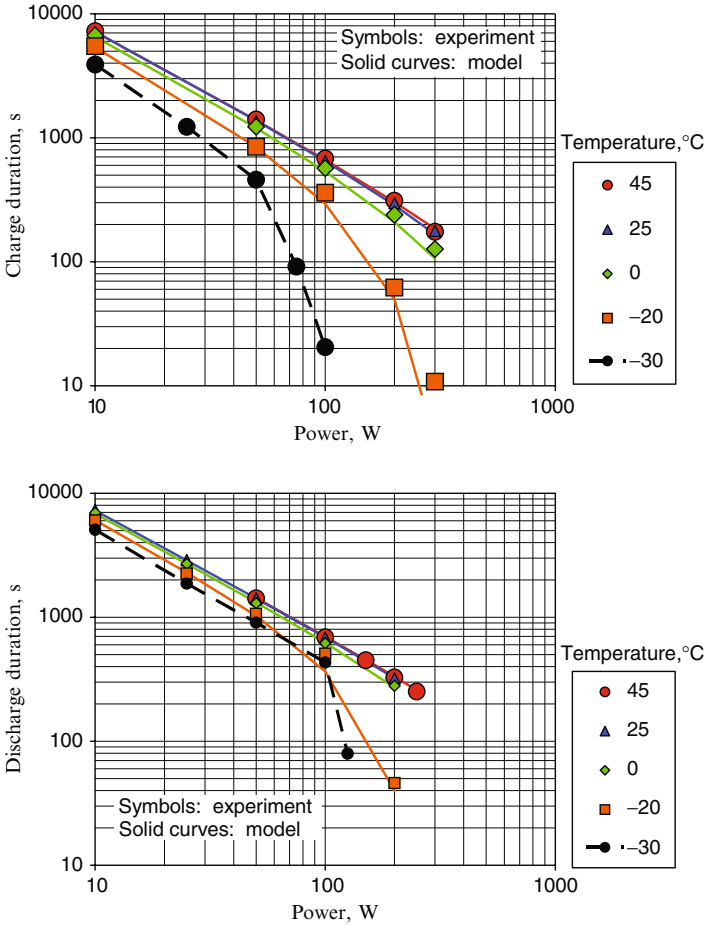 10000
1000
100
10
Charge duration, s
Symbols: experiment
Solid curves: model
10
100
1000
Power, W
Temperature,°C
45
25
0
−20
−30
10000
1000
100
10
Discharge duration, s
Symbols: experiment
Solid curves: model
10
100
1000
Power, W
Temperature,°C
45
25
0
−20
−30